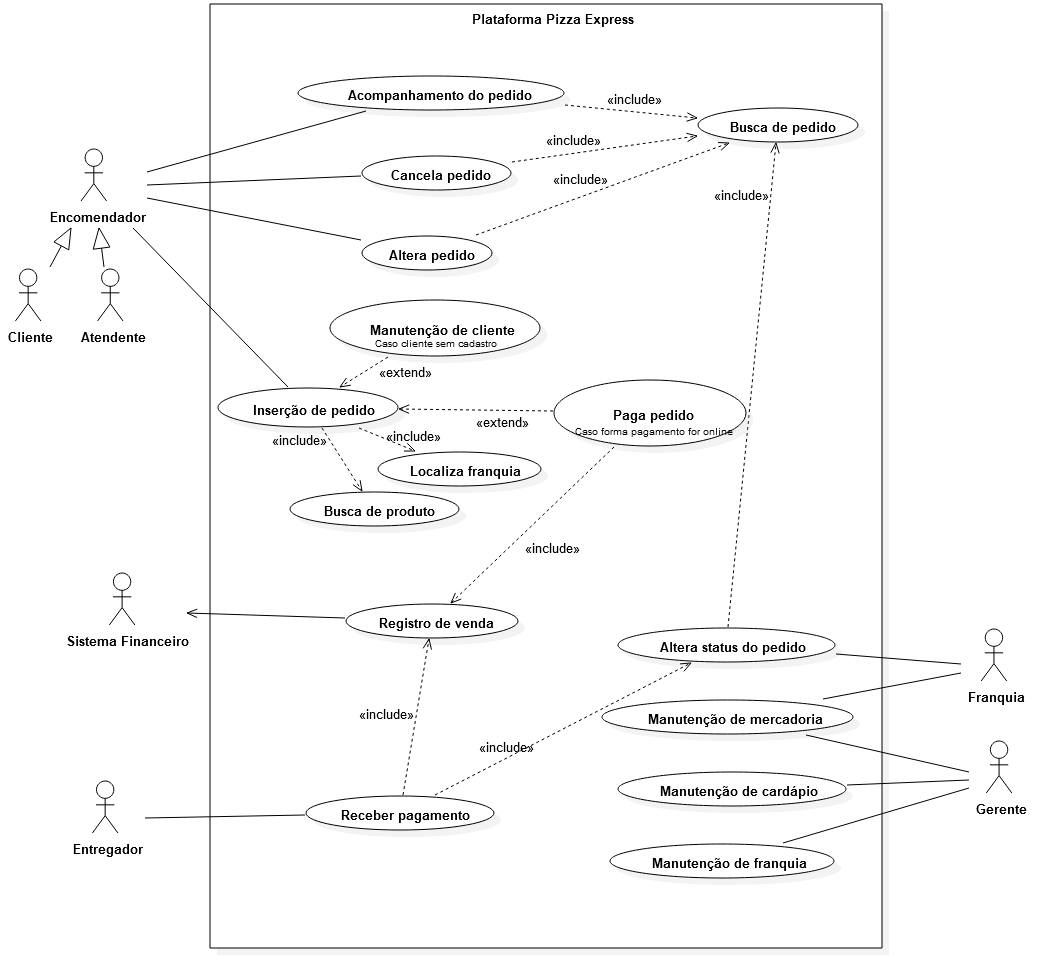 Plataforma Pizza Express
Acompanhamento do pedido
«include»
Busca de pedido
«include»
Cancela pedido
«include»
«include»
Encomendador
Altera pedido
Cliente
Atendente
Manutenção de cliente
Caso cliente sem cadastro
«extend»
Inserção de pedido
Paga pedido
Caso forma pagamento for online
«extend»
«include»
«include»
Localiza franquia
Busca de produto
«include»
Sistema Financeiro
Registro de venda
Altera status do pedido
Franquia
«include»
Manutenção de mercadoria
«include»
Manutenção de cardápio
Gerente
Receber pagamento
Entregador
Manutenção de franquia